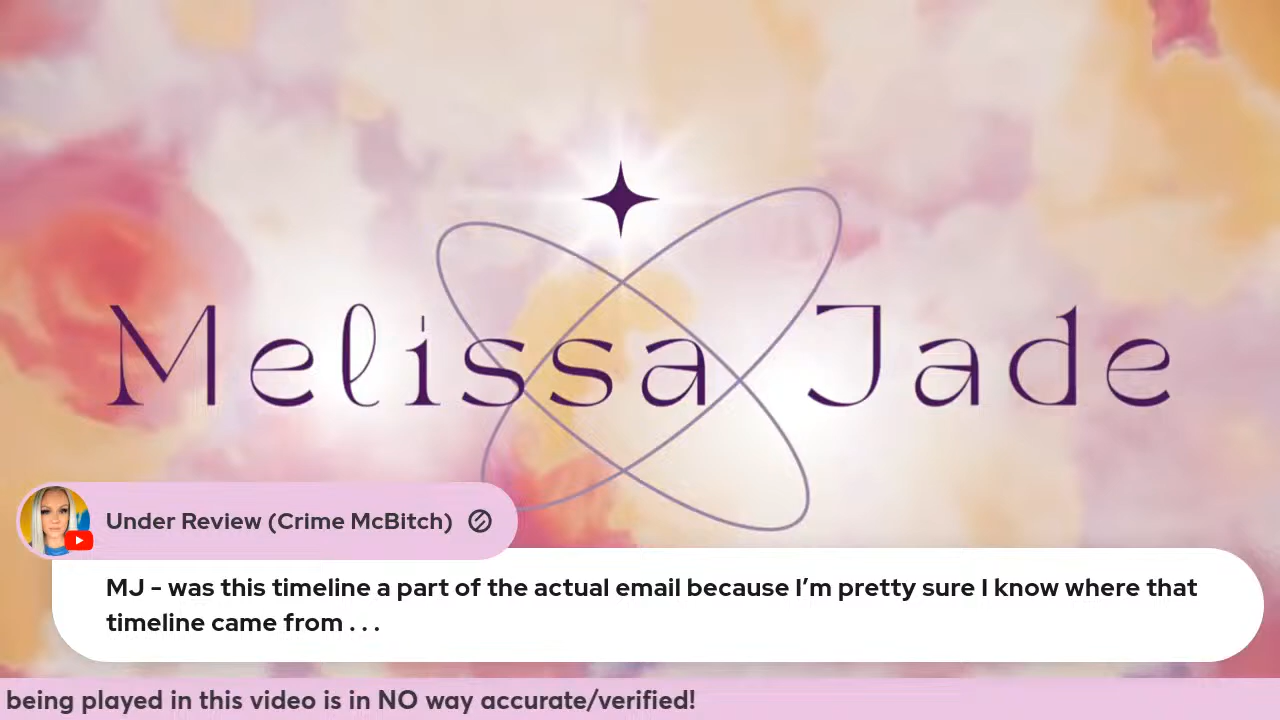 Melissa Jade
Under Review (Crime McBitch)
MJ - was this timeline a part of the actual email because I’m pretty sure I know where that
timeline came from . . .
being played in this video is in NO way accurate/verified!